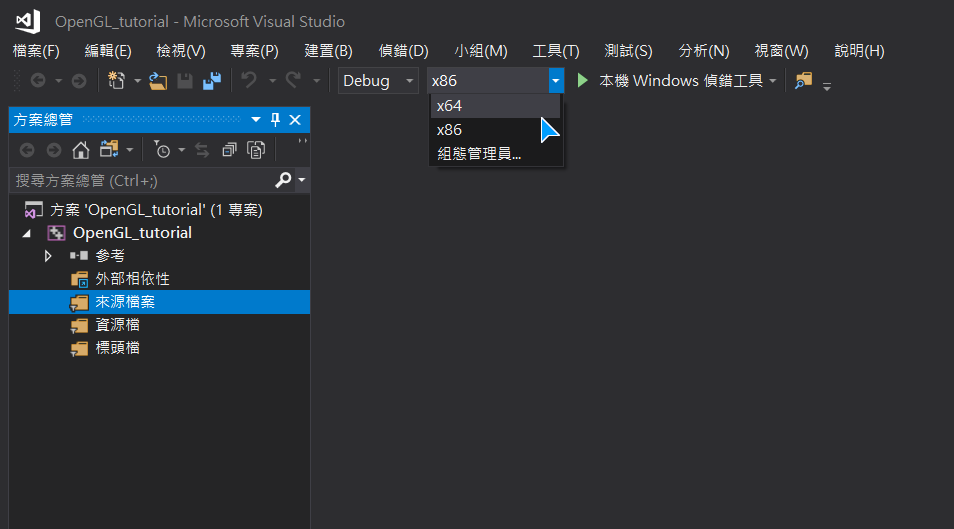 OpenGL_tutorial - Microsoft Visual Studio
檔案(F) 編輯(E) 檢視(V) 專案(P) 建置(B) 偵錯(D) 小組(M) 工具(T) 測試(S) 分析(N) 視窗(W) 說明(H)
Debug x86 本機 Windows 偵錯工具
x64
x86
組態管理員...
方案總管
搜尋方案總管 (Ctrl+;)
方案 'OpenGL_tutorial' (1 專案)
OpenGL_tutorial
參考
外部相依性
來源檔案
資源檔
標頭檔